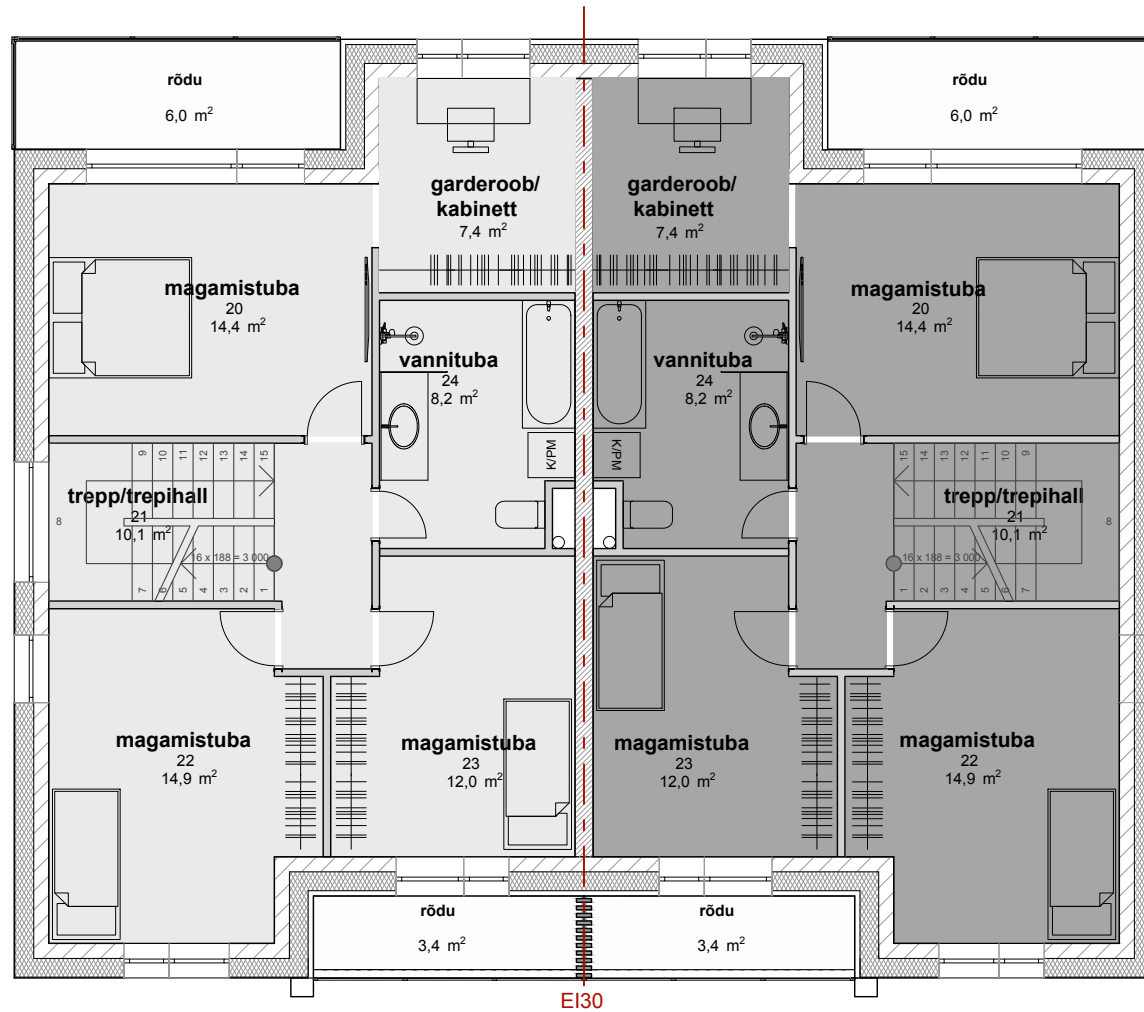 rõdu
6,0 m²
rõdu
6,0 m²
garderoob/
kabinett
7,4 m²
garderoob/
kabinett
7,4 m²
magamistuba
20
14,4 m²
magamistuba
20
14,4 m²
vannituba
24
8,2 m²
vannituba
24
8,2 m²
K/PM
K/PM
9 10 11 12 13 14 15
trepp/trepihall
21
10,1 m²
8
16 x 188 = 3 000
7 6 5 4 3 2 1
15 14 13 12 11 10 9
trepp/trepihall
21
10,1 m²
8
16 x 188 = 3 000
1 2 3 4 5 6 7
magamistuba
22
14,9 m²
magamistuba
23
12,0 m²
magamistuba
23
12,0 m²
magamistuba
22
14,9 m²
rõdu
3,4 m²
rõdu
3,4 m²
EI30